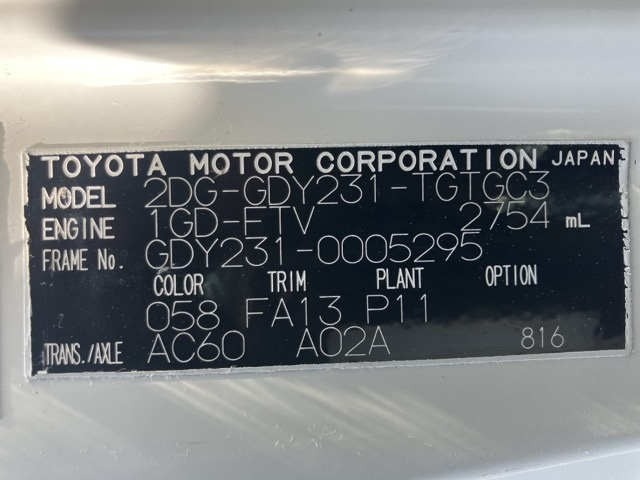 TOYOTA MOTOR CORPORATION JAPAN
MODEL 2DG-GDY231-TGTGC3
ENGINE 1GD-FTV 2754 mL
FRAME No. GDY231-0005295
COLOR TRIM PLANT OPTION
058 FA13 P11
TRANS./AXLE AC60 A02A 816